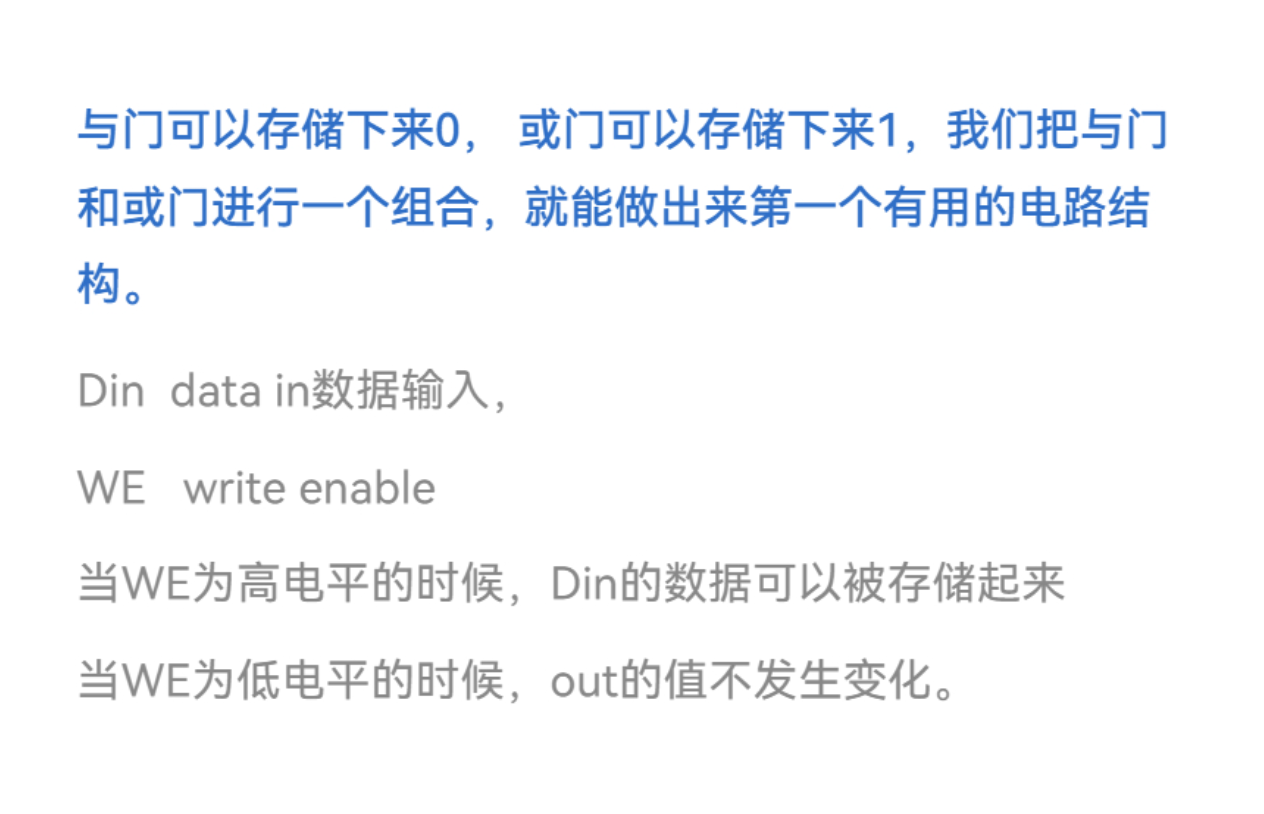 与门可以存储下来0， 或门可以存储下来1，我们把与门
和或门进行一个组合，就能做出来第一个有用的电路结
构。
Din  data in数据输入，
WE   write enable
当WE为高电平的时候，Din的数据可以被存储起来
当WE为低电平的时候，out的值不发生变化。